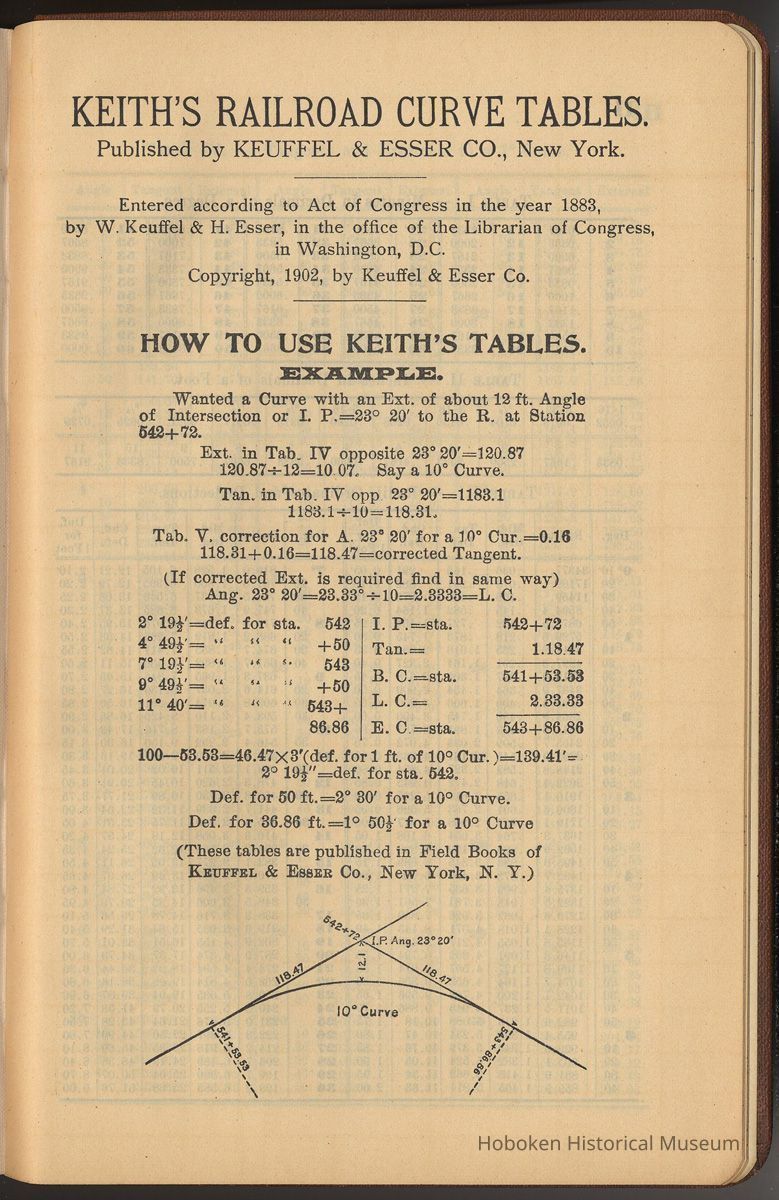 KEITH'S RAILROAD CURVE TABLES.
Published by KEUFFEL & ESSER CO., New York.
Entered according to Act of Congress in the year 1883,
by W. Keuffel & H. Esser, in the office of the Librarian of Congress,
in Washington, D.C.
Copyright, 1902, by Keuffel & Esser Co.
HOW TO USE KEITH'S TABLES.
EXAMPLE.
Wanted a Curve with an Ext. of about 12 ft. Angle
of Intersection or I. P.=23° 20' to the R. at Station
542+72.
Ext. in Tab. IV opposite 23° 20'=120.87
120.87÷12=10.07. Say a 10° Curve.
Tan. in Tab. IV opp. 23° 20'=1183.1
1183.1÷10=118.31.
Tab. V. correction for A. 23° 20' for a 10° Cur.=0.16
118.31+0.16=118.47=corrected Tangent.
(If corrected Ext. is required find in same way)
Ang. 23° 20'=23.33°÷10=2.3333=L. C.
2° 19½'=def. for sta. 542
4° 49½'= " " " +50
7° 19½'= " " " 543
9° 49½'= " " " +50
11° 40'= " " " 543+
86.86
I. P.=sta. 542+72
Tan.= 1.18.47
B. C.=sta. 541+53.53
L. C.= 2.33.33
E. C.=sta. 543+86.86
100—53.53=46.47×3'(def. for 1 ft. of 10° Cur.)=139.41'=
2° 19½"=def. for sta. 542.
Def. for 50 ft.=2° 30' for a 10° Curve.
Def. for 36.86 ft.=1° 50½' for a 10° Curve
(These tables are published in Field Books of
KEUFFEL & ESSER Co., New York, N. Y.)
542+72
I.P. Ang. 23°20'
118.47
12.1
118.47
10° Curve
541+53.53
543+86.86
Hoboken Historical Museum